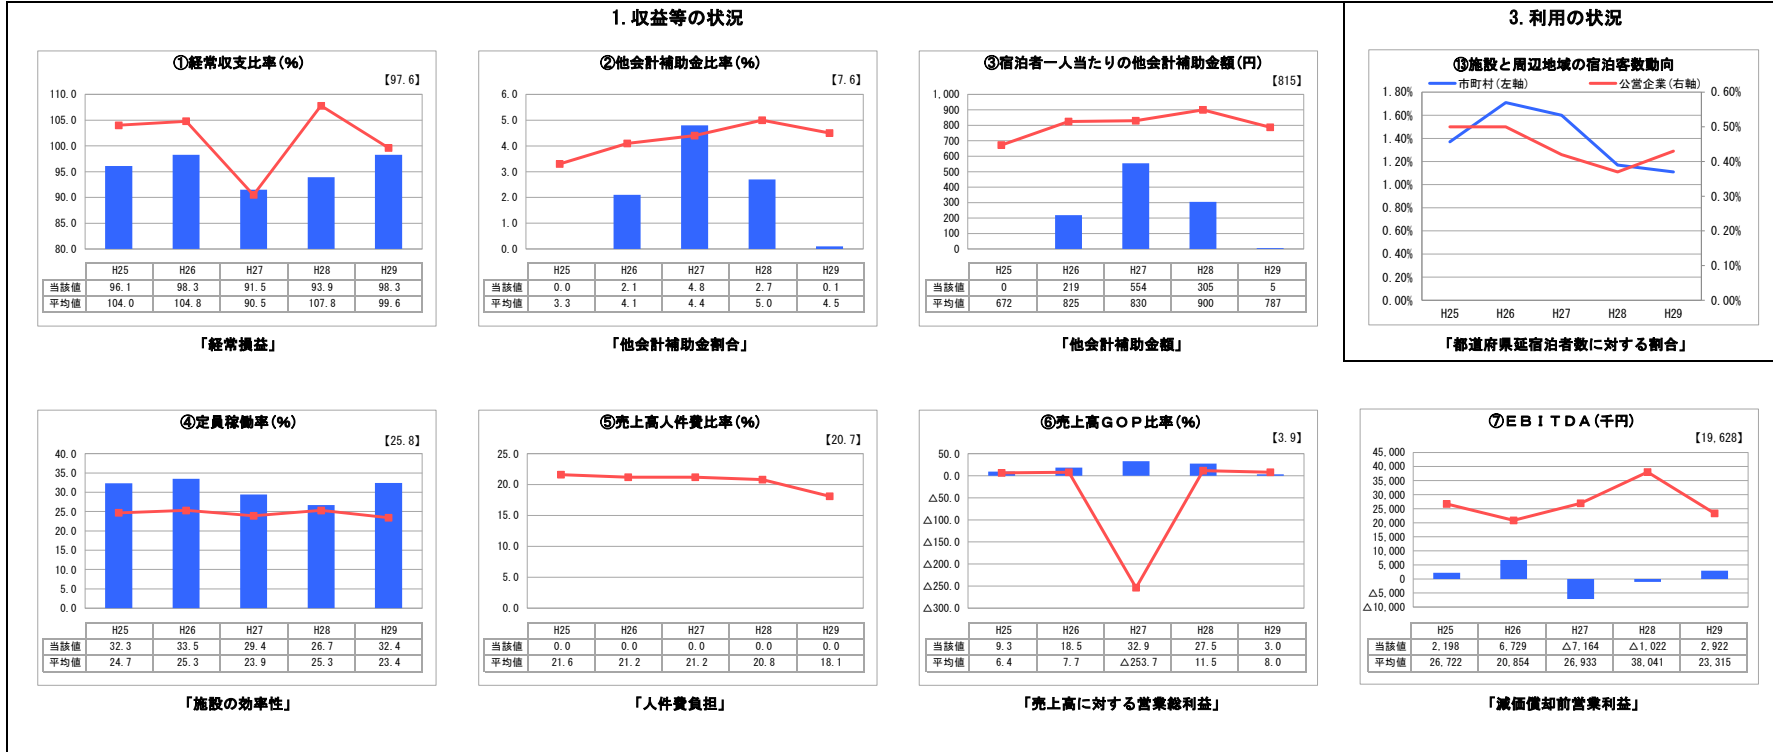 1. 収益等の状況
3. 利用の状況
①経常収支比率(%)
【97.6】
110.0
105.0
100.0
95.0
90.0
85.0
80.0
H25 H26 H27 H28 H29
当該値 96.1 98.3 91.5 93.9 98.3
平均値 104.0 104.8 90.5 107.8 99.6
「経常損益」
②他会計補助金比率(%)
【7.6】
6.0
5.0
4.0
3.0
2.0
1.0
0.0
H25 H26 H27 H28 H29
当該値 0.0 2.1 4.8 2.7 0.1
平均値 3.3 4.1 4.4 5.0 4.5
「他会計補助金割合」
③宿泊者一人当たりの他会計補助金額(円)
【815】
1,000
900
800
700
600
500
400
300
200
100
0
H25 H26 H27 H28 H29
当該値 0 219 554 305 5
平均値 672 825 830 900 787
「他会計補助金額」
⑬施設と周辺地域の宿泊客数動向
市町村(左軸) 公営企業(右軸)
1.80% 0.60%
1.60%
1.40% 0.50%
1.20% 0.40%
1.00%
0.80% 0.30%
0.60% 0.20%
0.40%
0.20% 0.10%
0.00% 0.00%
H25 H26 H27 H28 H29
「都道府県延宿泊者数に対する割合」
④定員稼働率(%)
【25.8】
40.0
35.0
30.0
25.0
20.0
15.0
10.0
5.0
0.0
H25 H26 H27 H28 H29
当該値 32.3 33.5 29.4 26.7 32.4
平均値 24.7 25.3 23.9 25.3 23.4
「施設の効率性」
⑤売上高人件費比率(%)
【20.7】
25.0
20.0
15.0
10.0
5.0
0.0
H25 H26 H27 H28 H29
当該値 0.0 0.0 0.0 0.0 0.0
平均値 21.6 21.2 21.2 20.8 18.1
「人件費負担」
⑥売上高GOP比率(%)
【3.9】
50.0
0.0
△50.0
△100.0
△150.0
△200.0
△250.0
△300.0
H25 H26 H27 H28 H29
当該値 9.3 18.5 32.9 27.5 3.0
平均値 6.4 7.7 △253.7 11.5 8.0
「売上高に対する営業総利益」
⑦EBITDA(千円)
【19,628】
45,000
40,000
35,000
30,000
25,000
20,000
15,000
10,000
5,000
0
△5,000
△10,000
H25 H26 H27 H28 H29
当該値 2,198 6,729 △7,164 △1,022 2,922
平均値 26,722 20,854 26,933 38,041 23,315
「減価償却前営業利益」